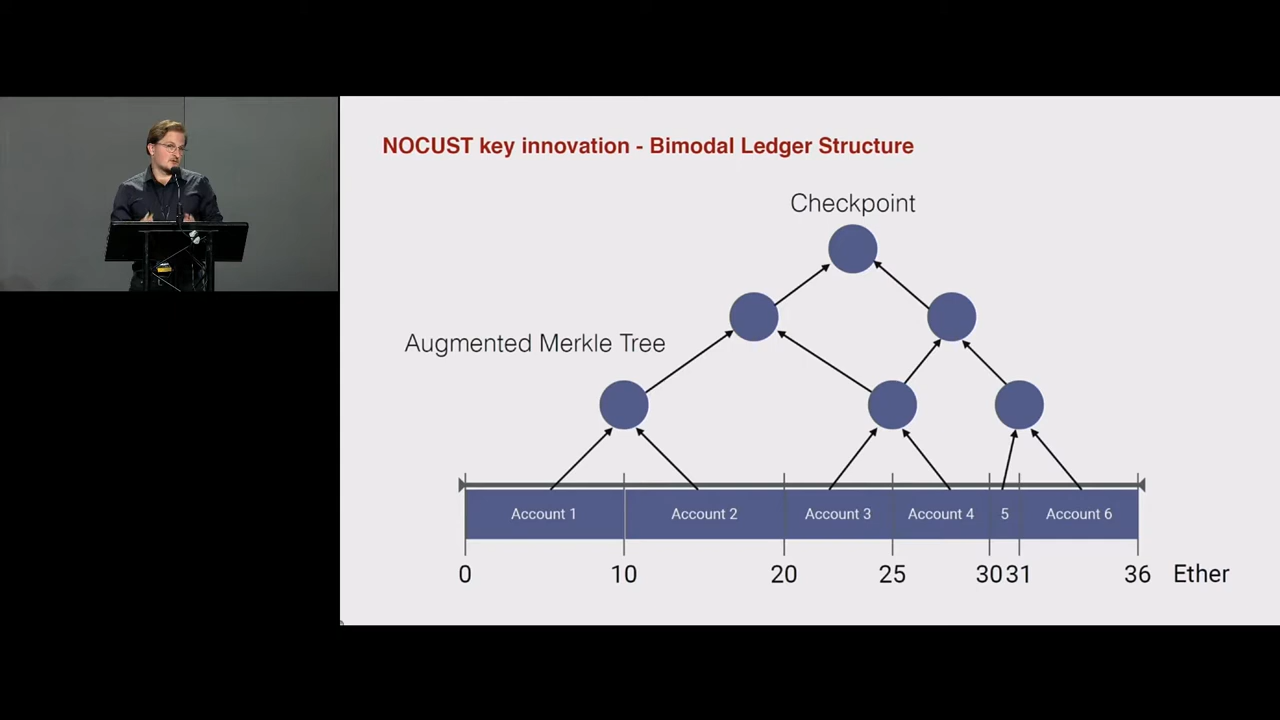 NOCUST key innovation - Bimodal Ledger Structure
Checkpoint
Augmented Merkle Tree
Account 1 Account 2 Account 3 Account 4 5 Account 6
0 10 20 25 30 31 36 Ether